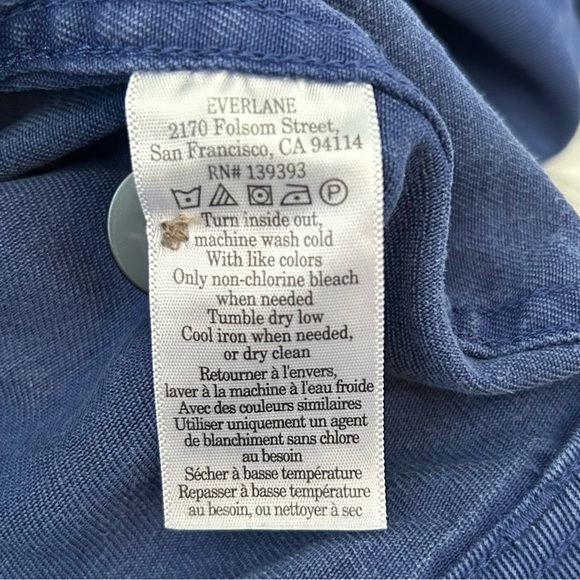 EVERLANE
2170 Folsom Street,
San Francisco, CA 94114
RN# 139393
P
Turn inside out,
machine wash cold
With like colors
Only non-chlorine bleach
when needed
Tumble dry low
Cool iron when needed,
or dry clean
Retourner à l'envers,
laver à la machine à l'eau froide
Avec des couleurs similaires
Utiliser uniquement un agent
de blanchiment sans chlore
au besoin
Sécher à basse température
Repasser à basse température
au besoin, ou nettoyer à sec